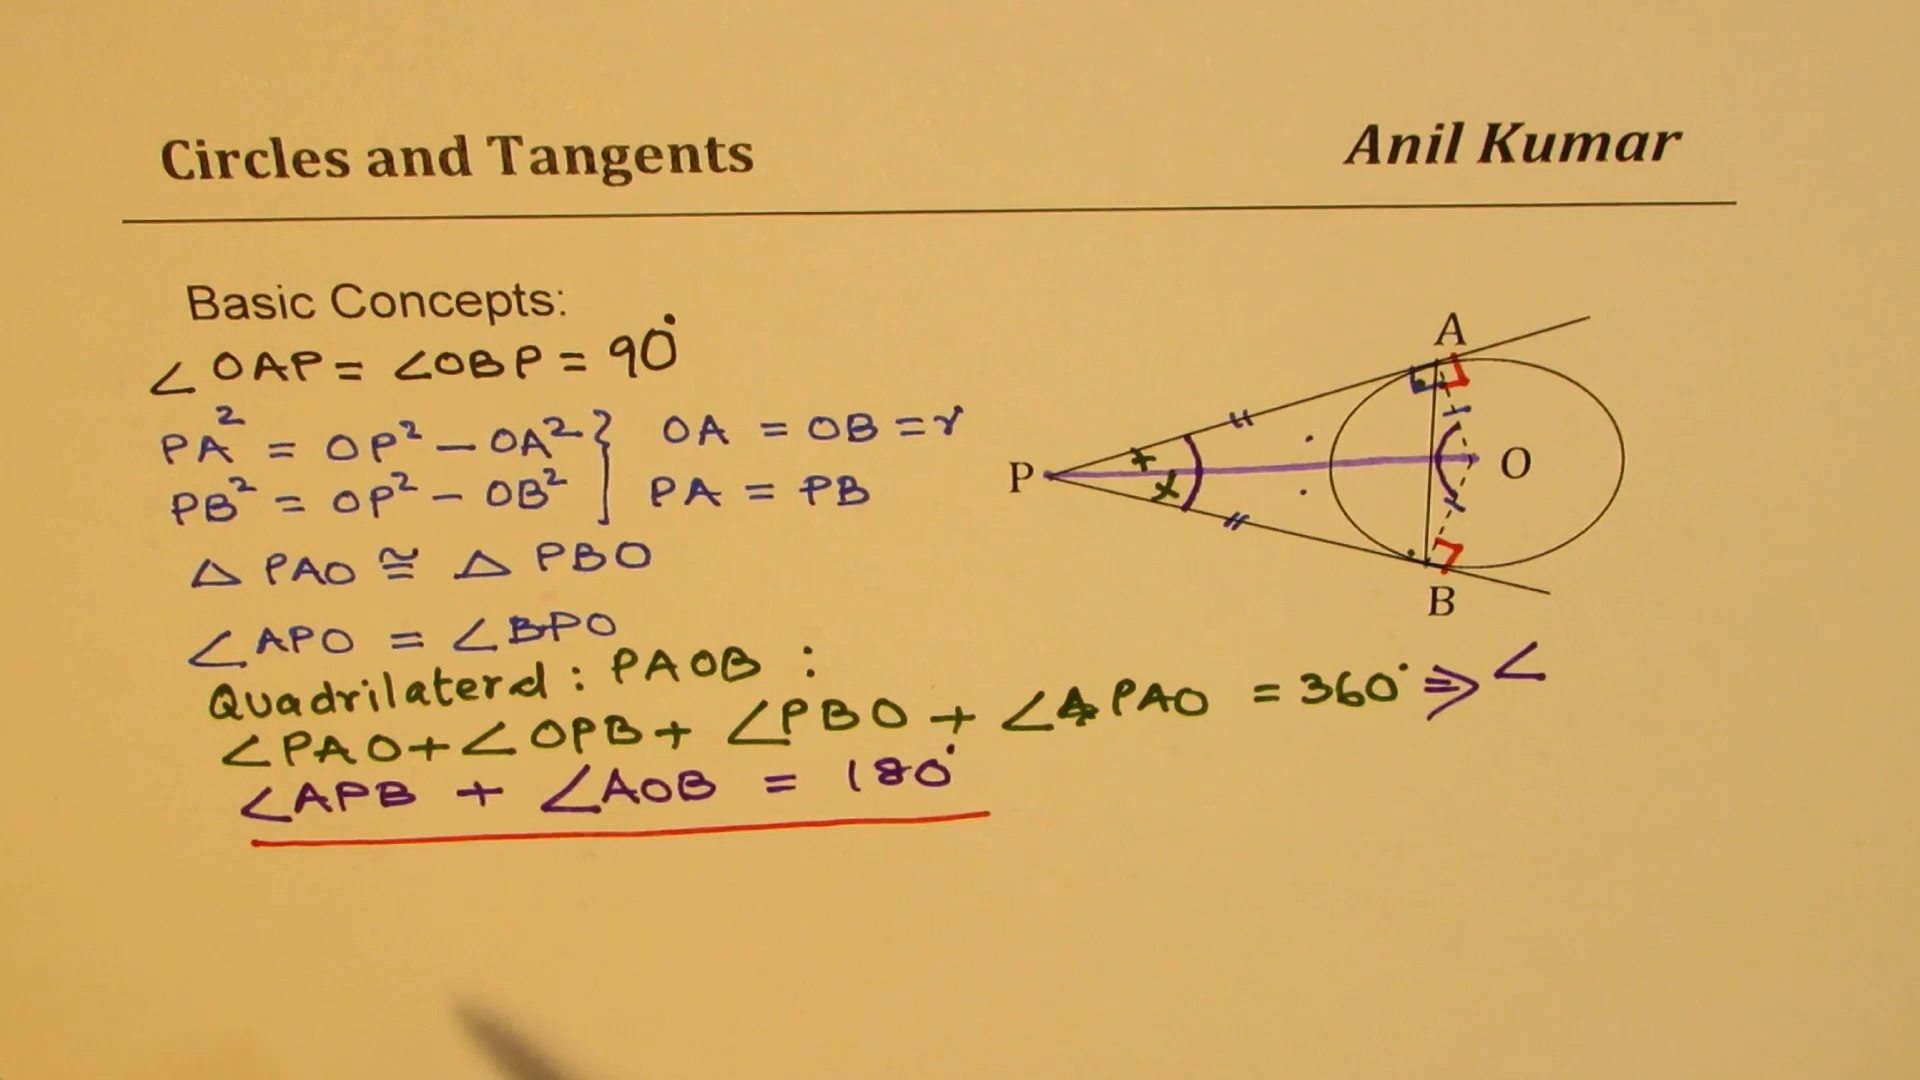 Circles and Tangents
Anil Kumar
Basic Concepts:
∠OAP = ∠OBP = 90°
PA² = OP² - OA² } OA = OB = r
PB² = OP² - OB² } PA = PB
△ PAO ≅ △ PBO
∠APO = ∠BPO
Quadrilateral : PAOB :
∠PAO + ∠OPB + ∠PBO + ∠PAO = 360° ⇒ ∠
∠APB + ∠AOB = 180°
A
P
O
B